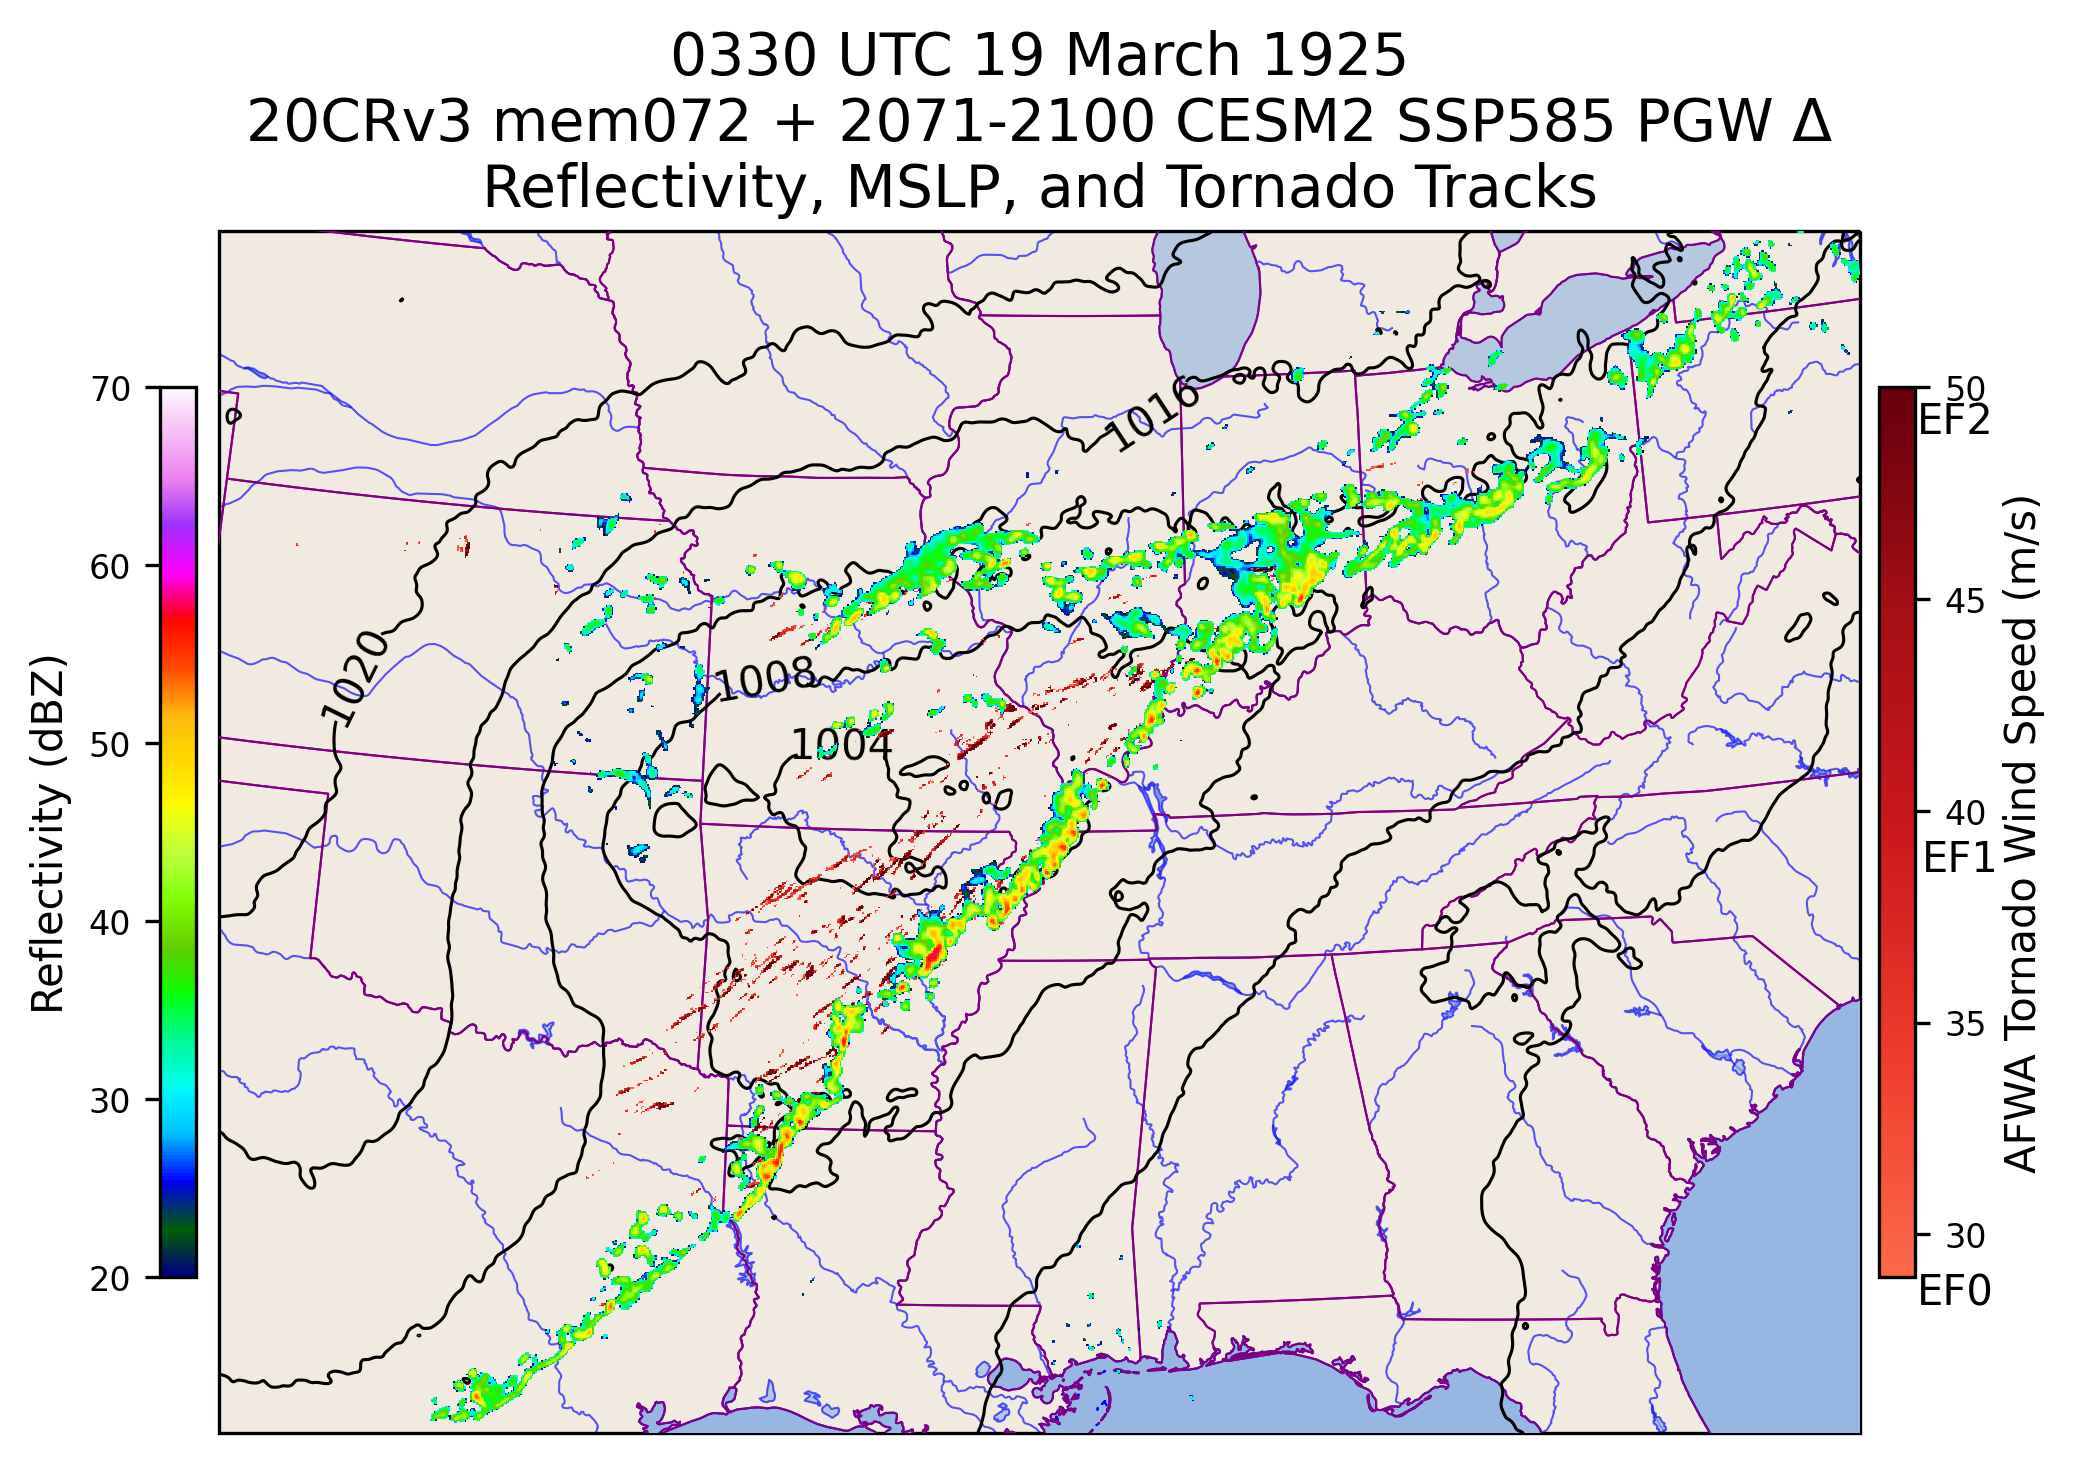 0330 UTC 19 March 1925
20CRv3 mem072 + 2071-2100 CESM2 SSP585 PGW Δ
Reflectivity, MSLP, and Tornado Tracks
Reflectivity (dBZ)
70
60
50
40
30
20
1016
1020
1008
1004
50
EF2
45
40
EF1
35
30
EF0
AFWA Tornado Wind Speed (m/s)